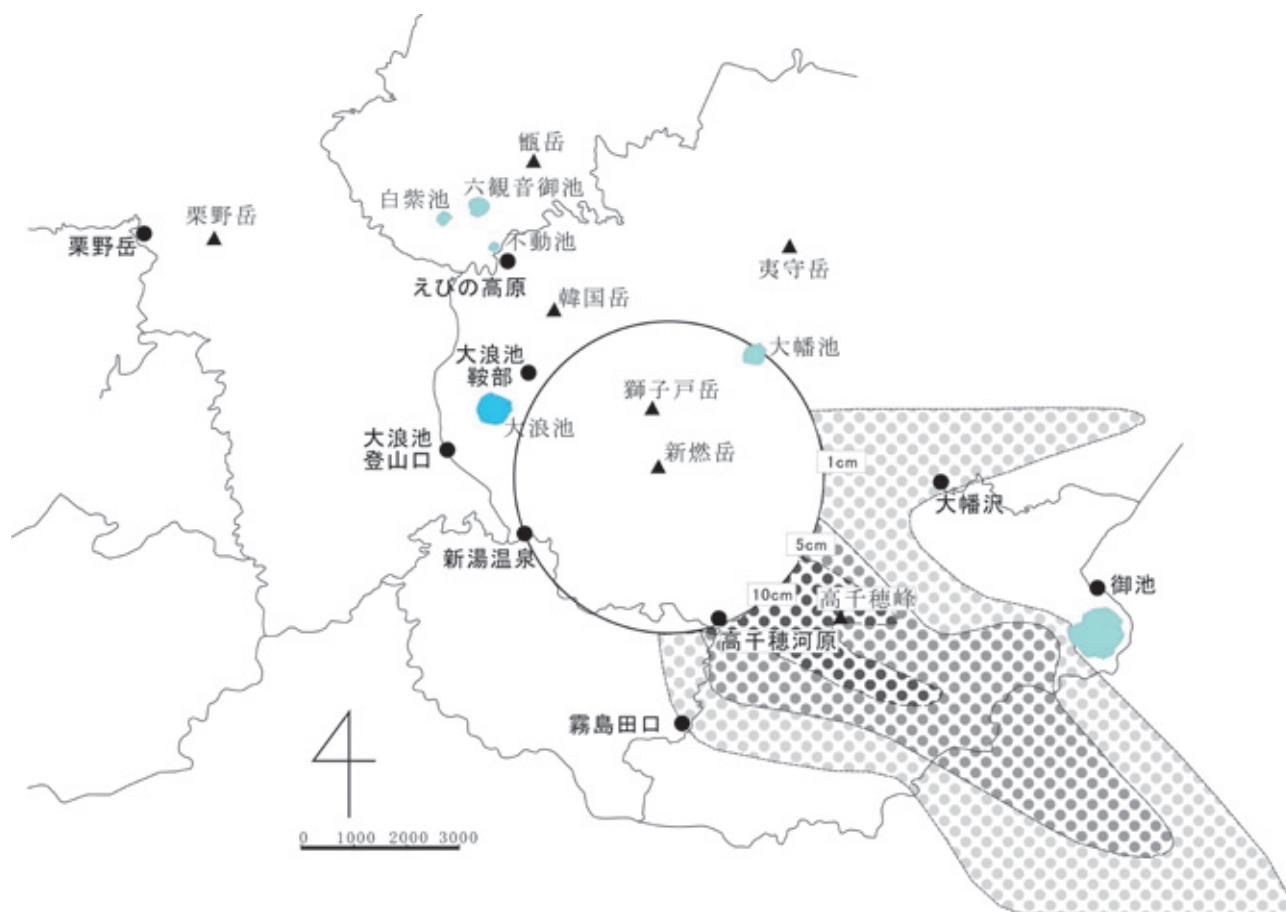 甑岳
六観音御池
白紫池
栗野岳
栗野岳
不動池
えびの高原
夷守岳
韓国岳
大幡池
大浪池
鞍部
獅子戸岳
大浪池
大浪池
登山口
新燃岳
1cm
大幡沢
5cm
新湯温泉
10cm
高千穂峰
御池
高千穂河原
霧島田口
0 1000 2000 3000